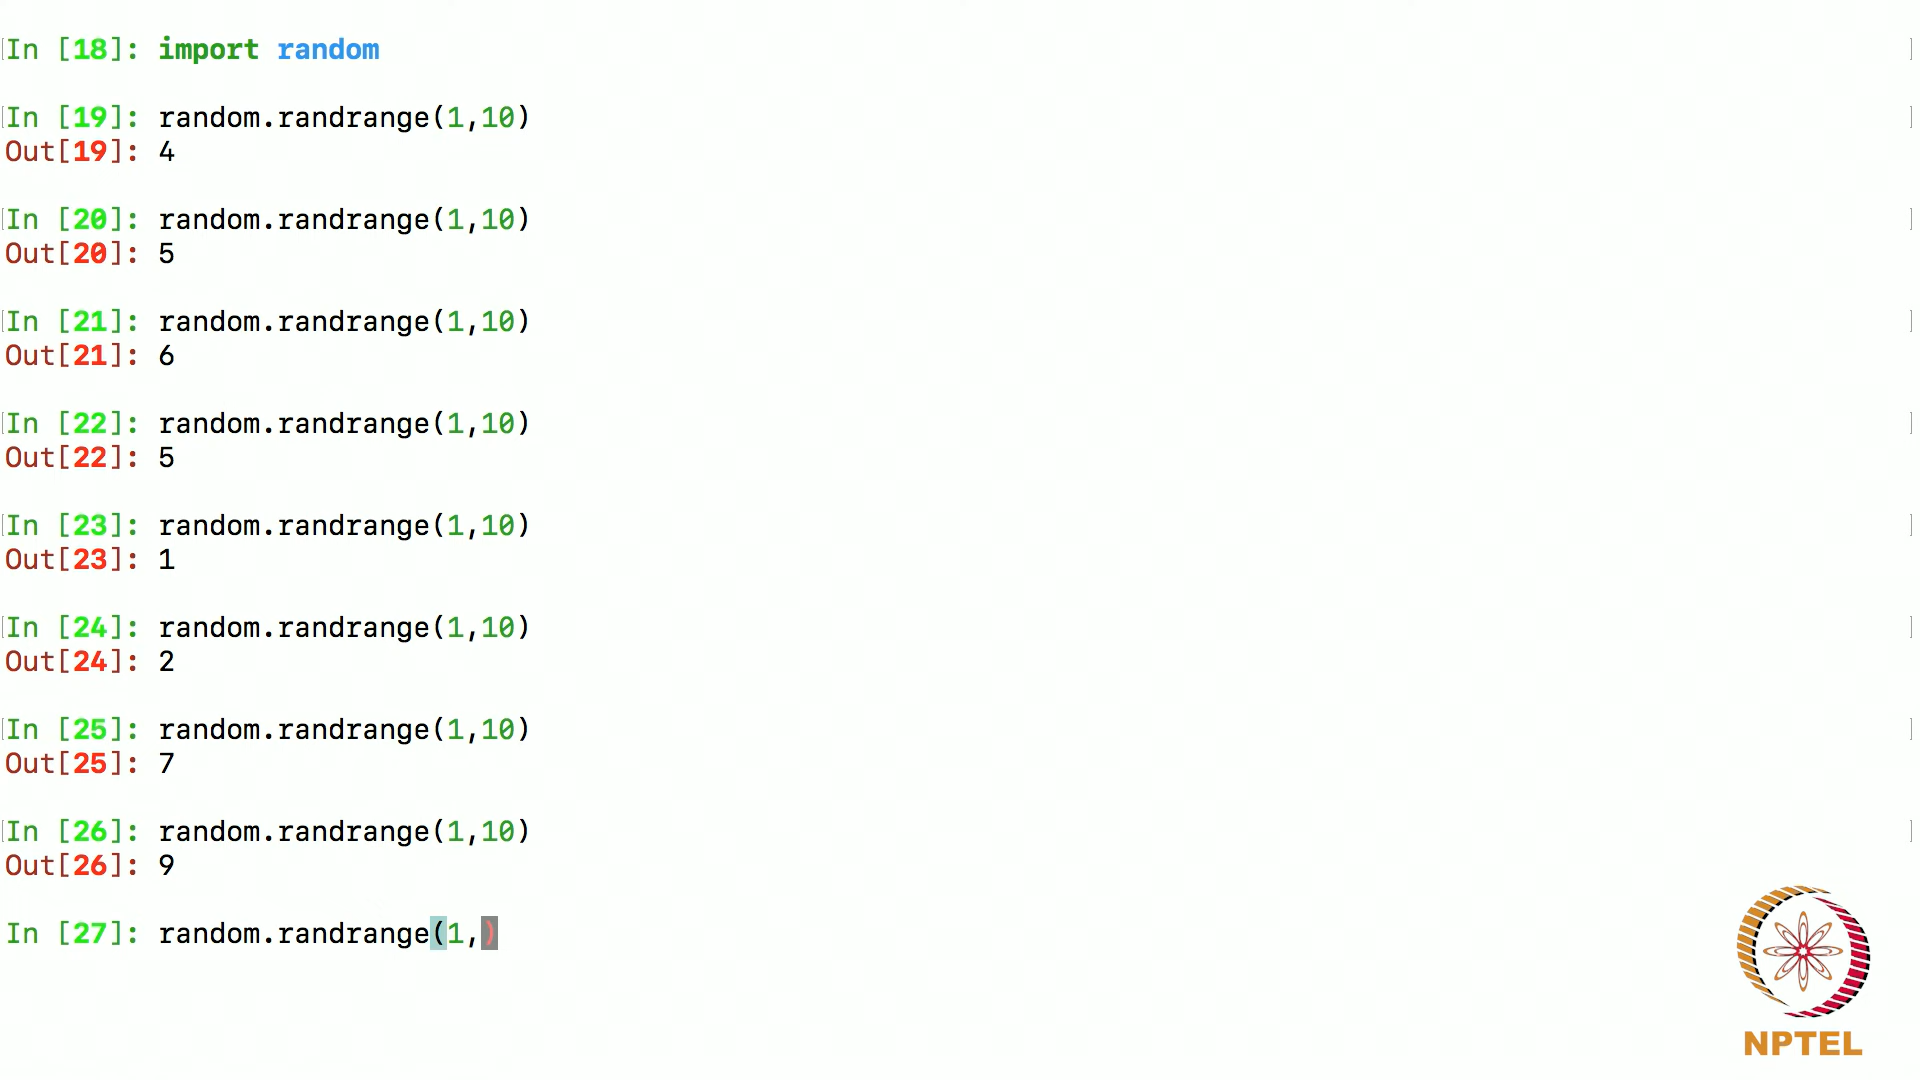 In [18]: import random
In [19]: random.randrange(1,10)
Out[19]: 4
In [20]: random.randrange(1,10)
Out[20]: 5
In [21]: random.randrange(1,10)
Out[21]: 6
In [22]: random.randrange(1,10)
Out[22]: 5
In [23]: random.randrange(1,10)
Out[23]: 1
In [24]: random.randrange(1,10)
Out[24]: 2
In [25]: random.randrange(1,10)
Out[25]: 7
In [26]: random.randrange(1,10)
Out[26]: 9
In [27]: random.randrange(1,)
NPTEL